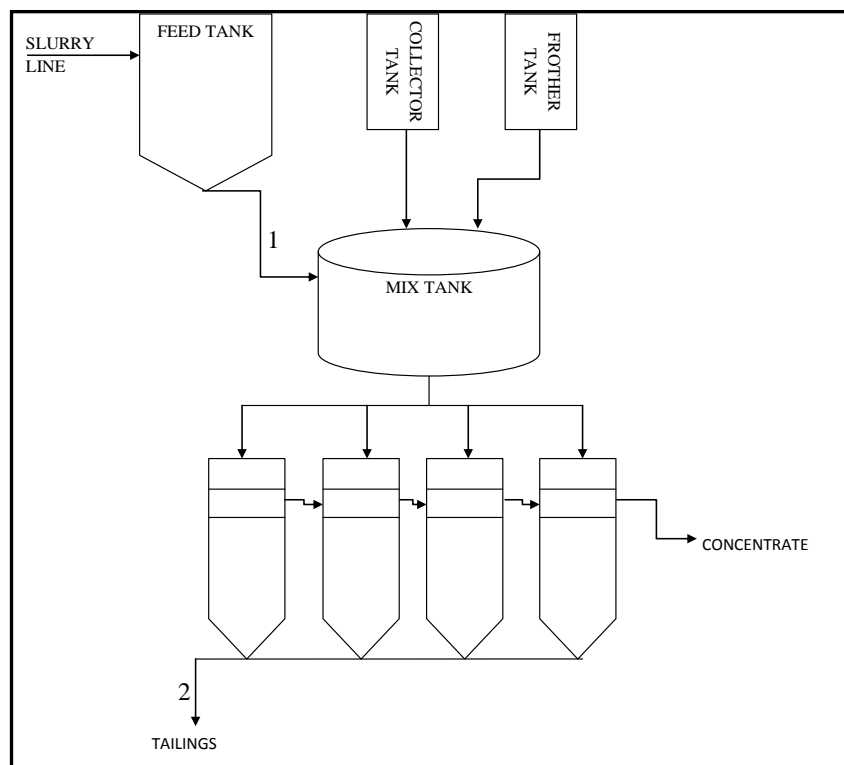 FEED TANK
SLURRY
LINE
COLLECTOR
TANK
FROTHER
TANK
1
MIX TANK
CONCENTRATE
2
TAILINGS